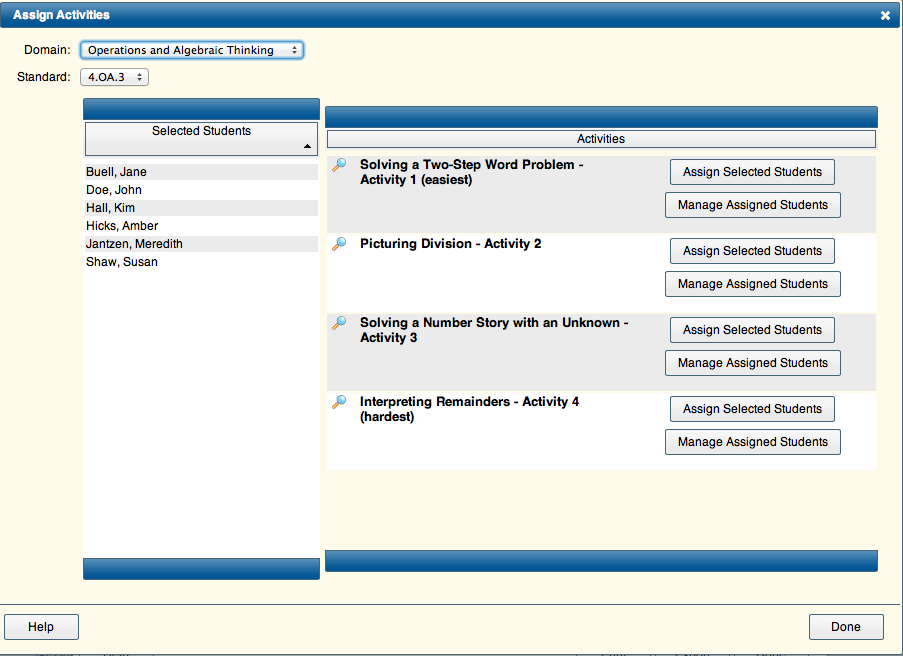 Assign Activities
Domain: Operations and Algebraic Thinking
Standard: 4.OA.3
Selected Students
Buell, Jane
Doe, John
Hall, Kim
Hicks, Amber
Jantzen, Meredith
Shaw, Susan
Activities
Solving a Two-Step Word Problem -
Activity 1 (easiest)
Assign Selected Students
Manage Assigned Students
Picturing Division - Activity 2
Assign Selected Students
Manage Assigned Students
Solving a Number Story with an Unknown -
Activity 3
Assign Selected Students
Manage Assigned Students
Interpreting Remainders - Activity 4
(hardest)
Assign Selected Students
Manage Assigned Students
Help
Done